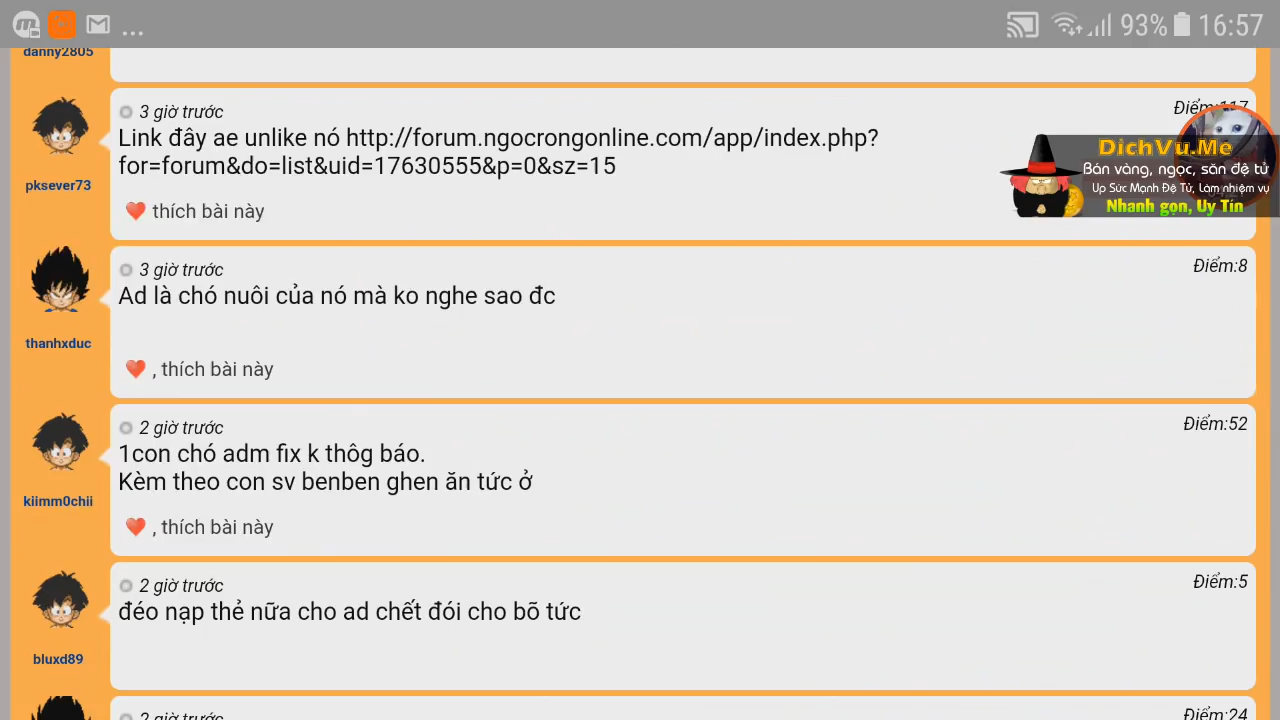 ... 93% 16:57
danny2805
3 giờ trước
Link đây ae unlike nó http://forum.ngocrongonline.com/app/index.php?
for=forum&do=list&uid=17630555&p=0&sz=15
pksever73
thích bài này
Điểm:117
DichVu.Me
Bán vàng, ngọc, săn đệ tử
Up Sức Mạnh Đệ Tử, Làm nhiệm vụ
Nhanh gọn, Uy Tín
3 giờ trước
Điểm:8
Ad là chó nuôi của nó mà ko nghe sao đc
thanhxduc
, thích bài này
2 giờ trước
Điểm:52
1con chó adm fix k thôg báo.
Kèm theo con sv benben ghen ăn tức ở
kiimm0chii
, thích bài này
2 giờ trước
Điểm:5
đéo nạp thẻ nữa cho ad chết đói cho bõ tức
bluxd89
2 giờ trước
Điểm:24